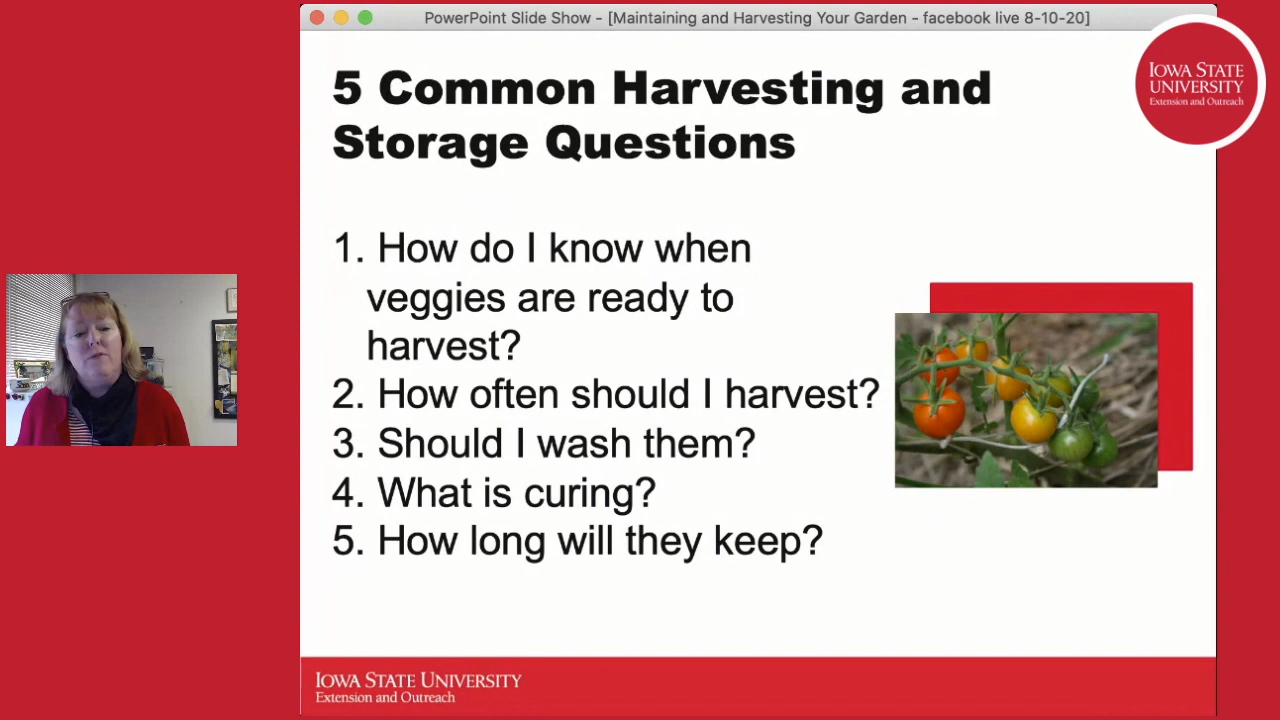 PowerPoint Slide Show - [Maintaining and Harvesting Your Garden - facebook live 8-10-20]
IOWA STATE
UNIVERSITY
Extension and Outreach
5 Common Harvesting and
Storage Questions
1. How do I know when
veggies are ready to
harvest?
2. How often should I harvest?
3. Should I wash them?
4. What is curing?
5. How long will they keep?
IOWA STATE UNIVERSITY
Extension and Outreach